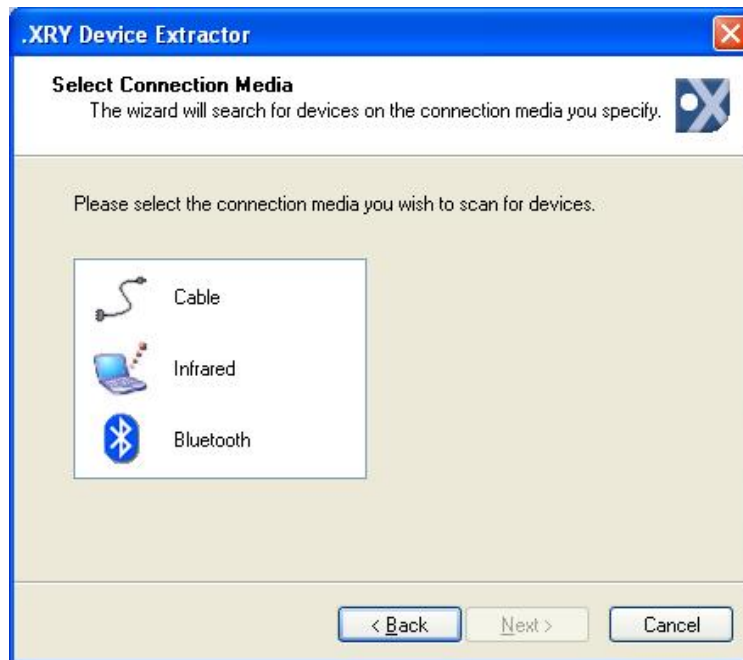 .XRY Device Extractor
Select Connection Media
The wizard will search for devices on the connection media you specify.
Please select the connection media you wish to scan for devices.
Cable
Infrared
Bluetooth
< Back
Next >
Cancel